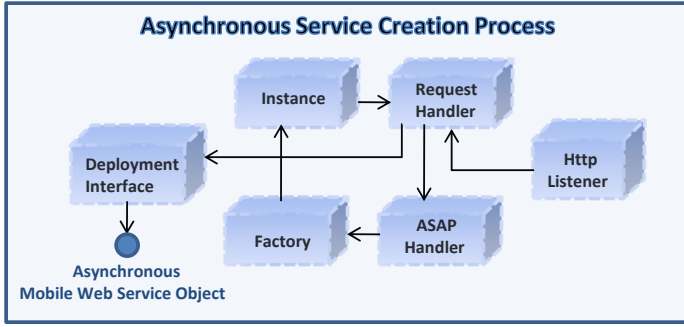 Asynchronous Service Creation Process
Instance
Request
Handler
Deployment
Interface
Http
Listener
Factory
ASAP
Handler
Asynchronous
Mobile Web Service Object